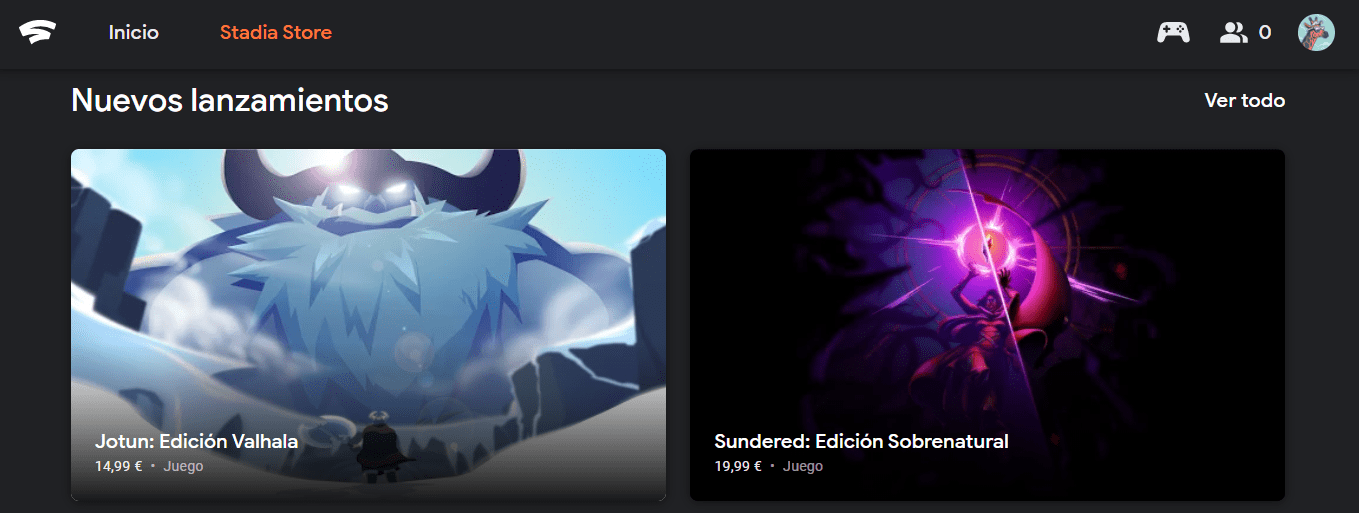 Inicio
Stadia Store
0
Nuevos lanzamientos
Ver todo
Jotun: Edición Valhala
14,99 € • Juego
Sundered: Edición Sobrenatural
19,99 € • Juego